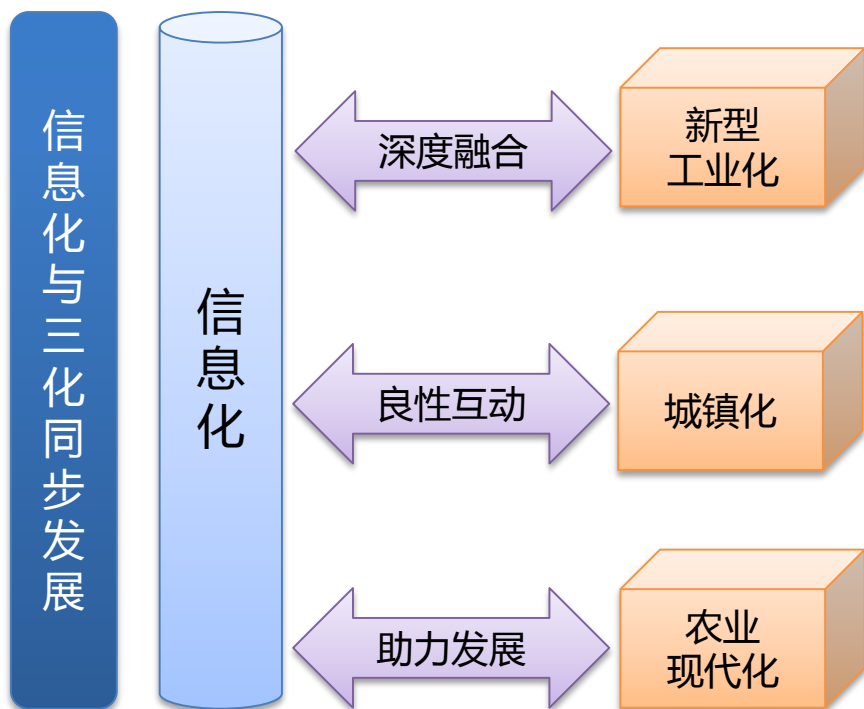 信息化与三化同步发展
信息化
深度融合
新型
工业化
良性互动
城镇化
助力发展
农业
现代化